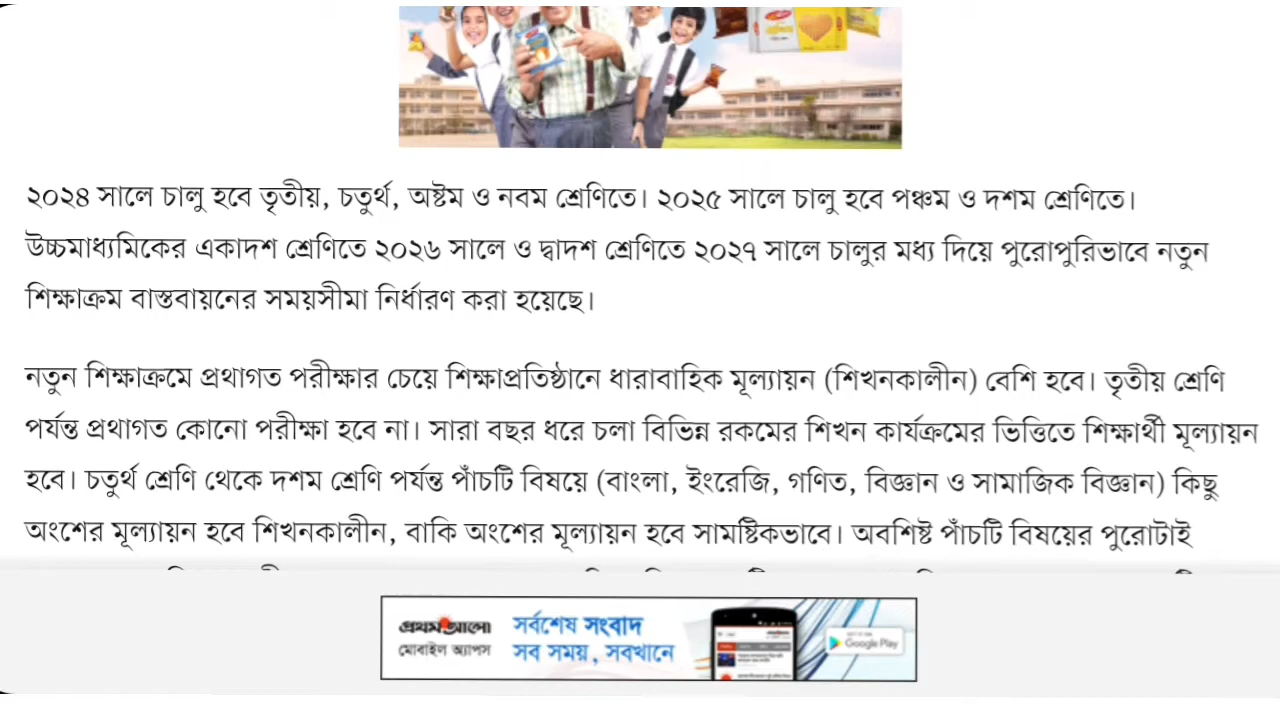 ২০২৪ সালে চালু হবে তৃতীয়, চতুর্থ, অষ্টম ও নবম শ্রেণিতে। ২০২৫ সালে চালু হবে পঞ্চম ও দশম শ্রেণিতে।
উচ্চমাধ্যমিকের একাদশ শ্রেণিতে ২০২৬ সালে ও দ্বাদশ শ্রেণিতে ২০২৭ সালে চালুর মধ্য দিয়ে পুরোপুরিভাবে নতুন
শিক্ষাক্রম বাস্তবায়নের সময়সীমা নির্ধারণ করা হয়েছে।
নতুন শিক্ষাক্রমে প্রথাগত পরীক্ষার চেয়ে শিক্ষাপ্রতিষ্ঠানে ধারাবাহিক মূল্যায়ন (শিখনকালীন) বেশি হবে। তৃতীয় শ্রেণি
পর্যন্ত প্রথাগত কোনো পরীক্ষা হবে না। সারা বছর ধরে চলা বিভিন্ন রকমের শিখন কার্যক্রমের ভিত্তিতে শিক্ষার্থী মূল্যায়ন
হবে। চতুর্থ শ্রেণি থেকে দশম শ্রেণি পর্যন্ত পাঁচটি বিষয়ে (বাংলা, ইংরেজি, গণিত, বিজ্ঞান ও সামাজিক বিজ্ঞান) কিছু
অংশের মূল্যায়ন হবে শিখনকালীন, বাকি অংশের মূল্যায়ন হবে সামষ্টিকভাবে। অবশিষ্ট পাঁচটি বিষয়ের পুরোটাই
প্রথম আলো
মোবাইল অ্যাপস
সর্বশেষ সংবাদ
সব সময়, সবখানে
Google Play